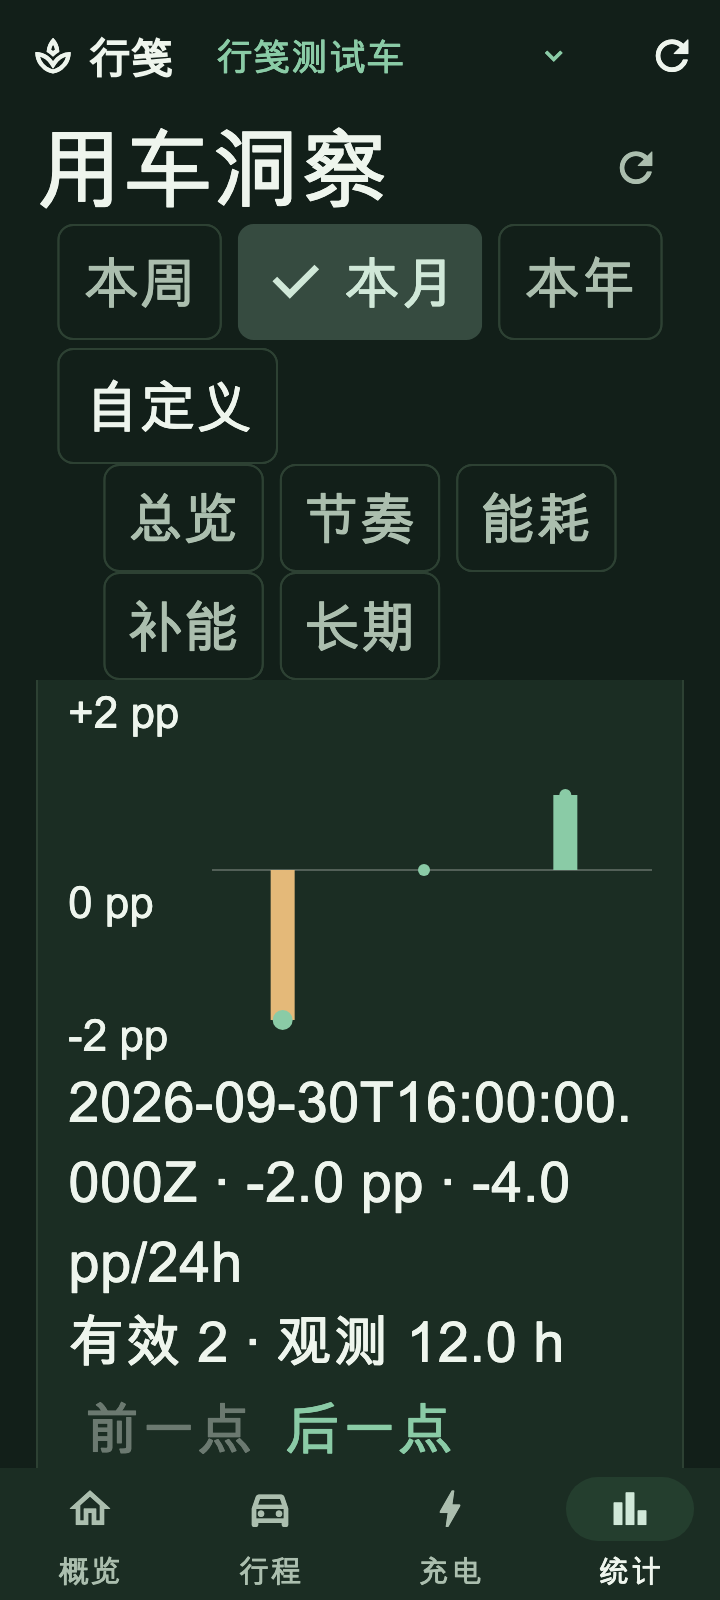 行笺 行笺测试车
用车洞察
本周 本月 本年
自定义
总览 节奏 能耗
补能 长期
+2 pp
0 pp
-2 pp
2026-09-30T16:00:00.
000Z · -2.0 pp · -4.0
pp/24h
有效 2 · 观测 12.0 h
前一点 后一点
概览 行程 充电 统计